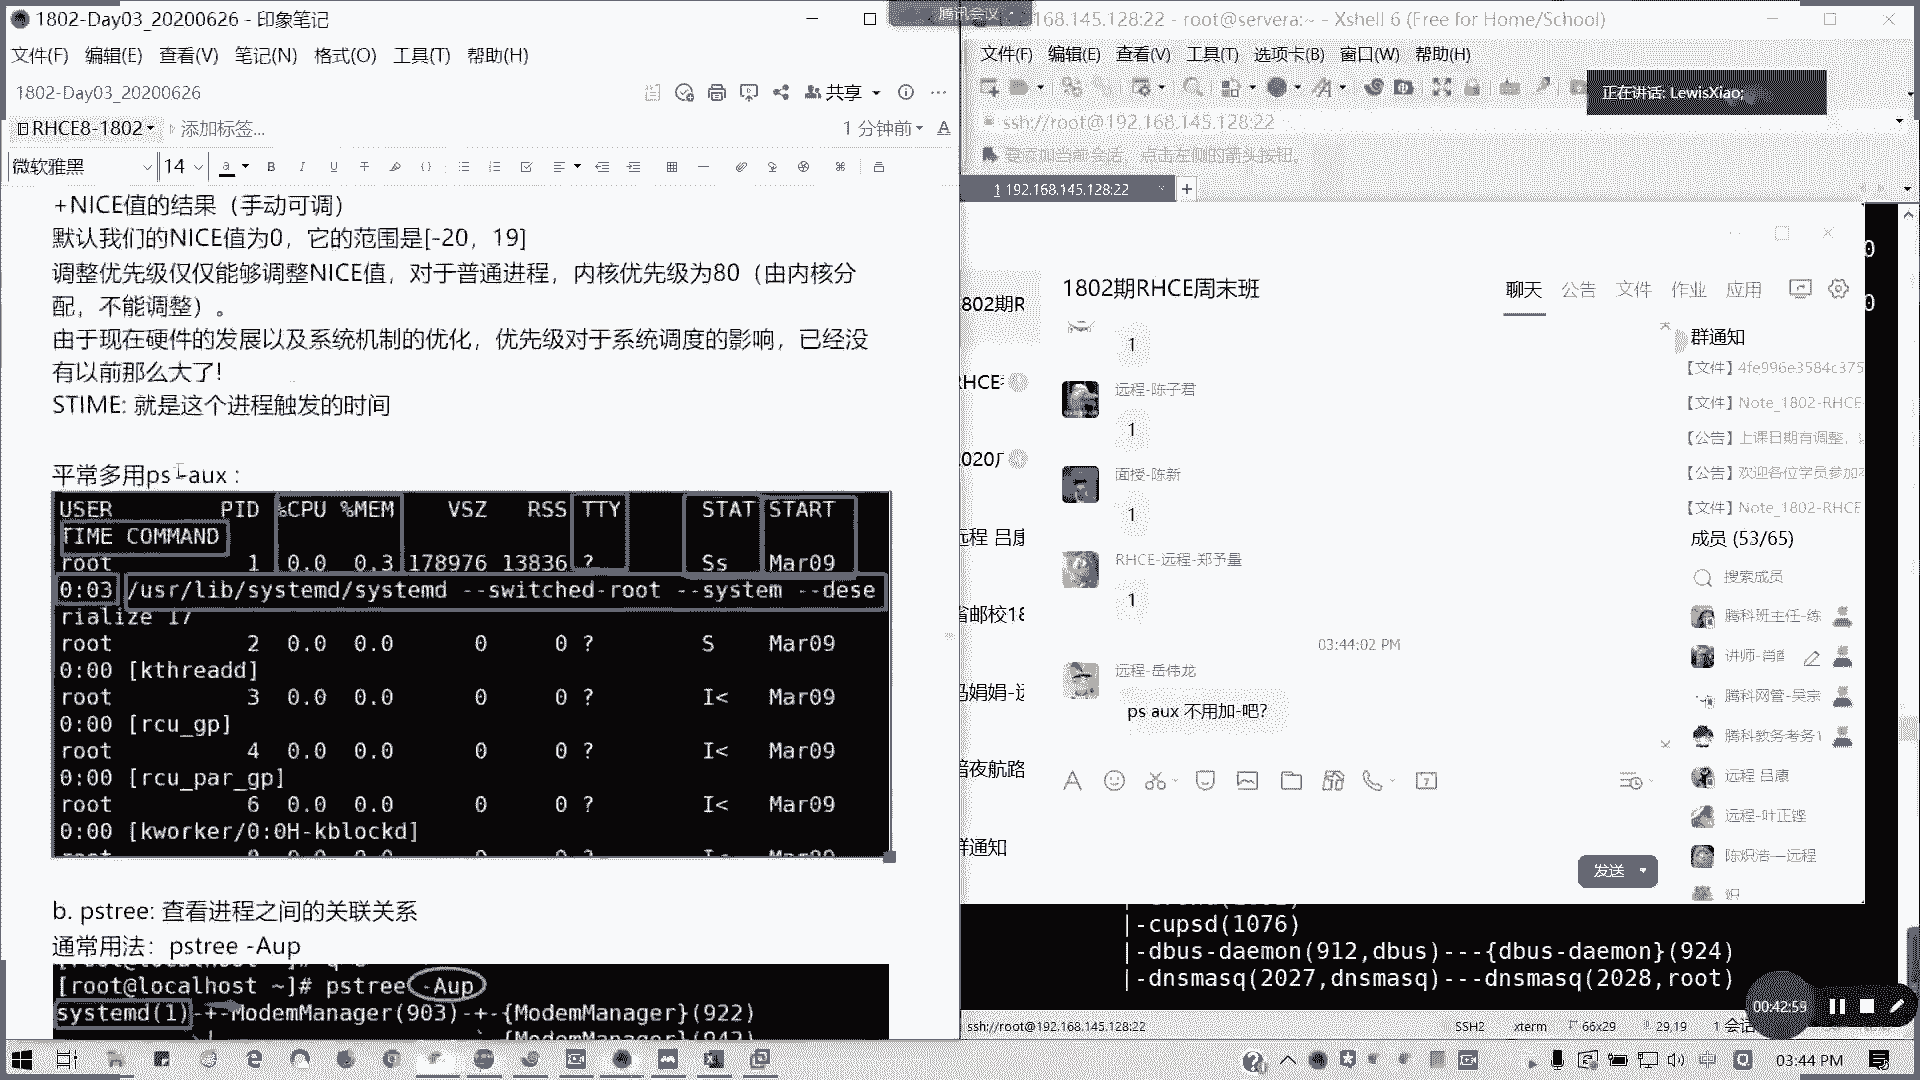 1802-Day03_20200626 - 印象笔记
文件(F) 编辑(E) 查看(V) 笔记(N) 格式(O) 工具(T) 帮助(H)
1802-Day03_20200626
共享
RHCE8-1802
添加标签...
1 分钟前
微软雅黑
14
+NICE值的结果（手动可调）
默认我们的NICE值为0，它的范围是[-20，19]
调整优先级仅仅能够调整NICE值，对于普通进程，内核优先级为80（由内核分
配，不能调整）。
由于现在硬件的发展以及系统机制的优化，优先级对于系统调度的影响，已经没
有以前那么大了!
STIME: 就是这个进程触发的时间
平常多用ps -aux :
USER PID %CPU %MEM VSZ RSS TTY STAT START
TIME COMMAND
root 1 0.0 0.3 178976 13836 ? Ss Mar09
0:03 /usr/lib/systemd/systemd --switched-root --system --dese
rialize 17
root 2 0.0 0.0 0 0 ? S Mar09
0:00 [kthreadd]
root 3 0.0 0.0 0 0 ? I< Mar09
0:00 [rcu_gp]
root 4 0.0 0.0 0 0 ? I< Mar09
0:00 [rcu_par_gp]
root 6 0.0 0.0 0 0 ? I< Mar09
0:00 [kworker/0:0H-kblockd]
b. pstree: 查看进程之间的关联关系
通常用法：pstree -Aup
[root@localhost ~]# pstree -Aup
systemd(1)-+-ModemManager(903)-+-{ModemManager}(922)
腾讯会议
168.145.128:22 - root@servera:~ - Xshell 6 (Free for Home/School)
文件(F) 编辑(E) 查看(V) 工具(T) 选项卡(B) 窗口(W) 帮助(H)
正在讲话: LewisXiao;
ssh://root@192.168.145.128:22
要添加当前会话，点击左侧的箭头按钮。
1 192.168.145.128:22
1802期RHCE周末班
聊天 公告 文件 作业 应用
802期R
RHCE
远程 吕康
省邮校18
冯娟娟-远
暗夜航路
群通知
1
远程-陈子君
1
面授-陈新
1
RHCE-远程-郑予量
1
03:44:02 PM
远程-岳伟龙
ps aux 不用加-吧?
发送
群通知
【文件】4fe996e3584c375
【文件】Note_1802-RHCE-
【公告】上课日期有调整，
【公告】欢迎各位学员参加
【文件】Note_1802-RHCE
成员 (53/65)
搜索成员
腾科班主任-练
讲师-肖
腾科网管-吴宗
腾科教务考务1
远程 吕康
远程-叶正铿
陈炽浩—远程
|-cupsd(1076)
|-dbus-daemon(912,dbus)---{dbus-daemon}(924)
|-dnsmasq(2027,dnsmasq)---dnsmasq(2028,root)
00:42:59
ssh://root@192.168.145.128:22 SSH2 xterm 66x29 29,19 1 会话
03:44 PM